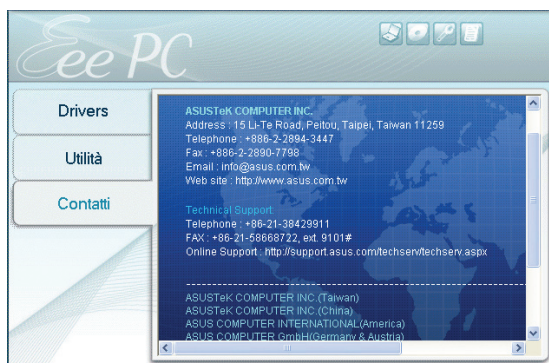 Eee PC
Drivers
Utilità
Contatti
ASUSTeK COMPUTER INC.
Address : 15 Li-Te Road, Peitou, Taipei, Taiwan 11259
Telephone : +886-2-2894-3447
Fax : +886-2-2890-7798
Email : info@asus.com.tw
Web site : http://www.asus.com.tw
Technical Support
Telephone : +86-21-38429911
FAX : +86-21-58668722, ext. 9101#
Online Support : http://support.asus.com/techserv/techserv.aspx
ASUSTeK COMPUTER INC.(Taiwan)
ASUSTeK COMPUTER INC.(China)
ASUS COMPUTER INTERNATIONAL(America)
ASUS COMPUTER GmbH(Germany & Austria)